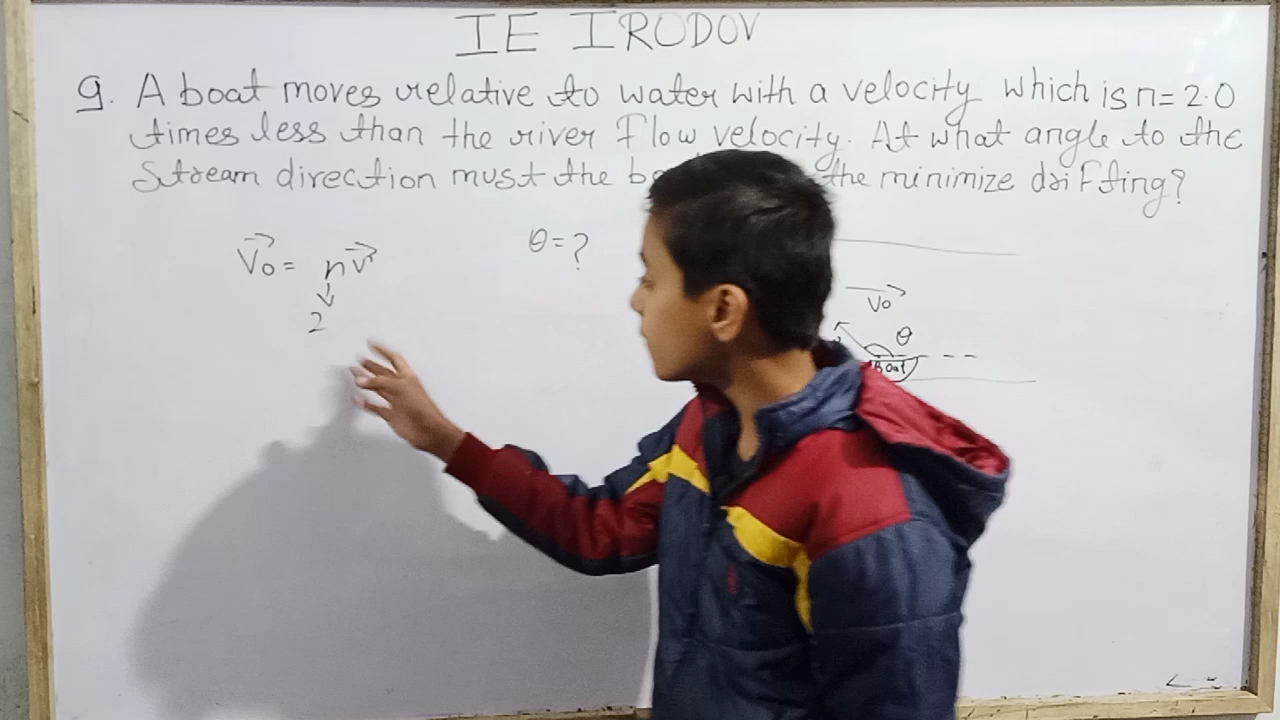 IE IRODOV
9. A boat moves relative to water with a velocity which is n = 2.0
times less than the river flow velocity. At what angle to the
stream direction must the the minimize drifting?
V₀ = nv
2
θ = ?
V₀
θ
Boat